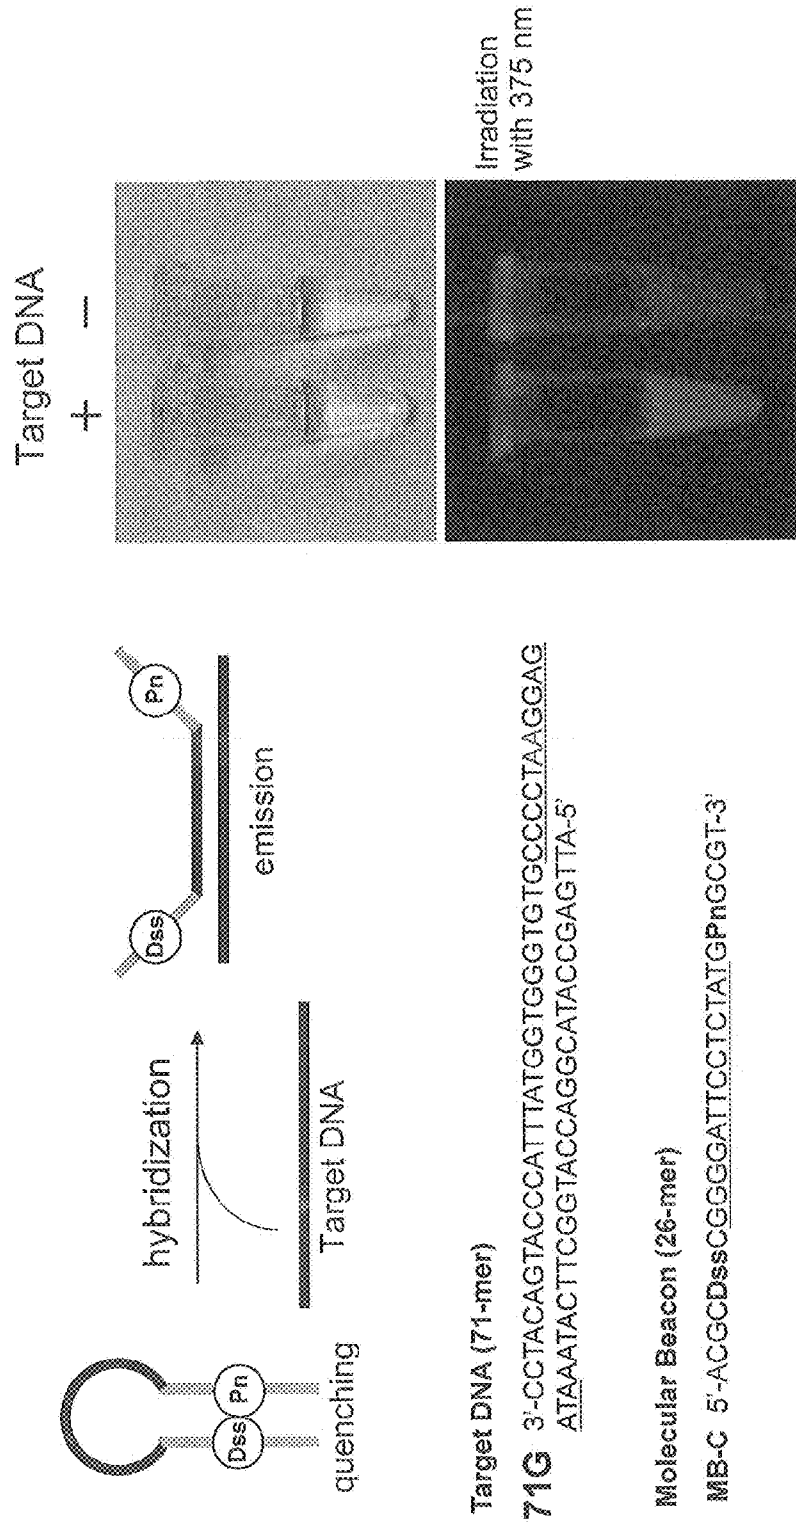 Dss
Pn
quenching
hybridization
Target DNA
Dss
Pn
emission
Target DNA
+ −
Irradiation
with 375 nm
Target DNA (71-mer)
71G 3'-CCTACAGTACCCATTTATGGTGGGTGTGCCCCTAAGGAG
ATAAATACTTCGGTACCAGGCATACCGAGTTA-5'
Molecular Beacon (26-mer)
MB-C 5'-ACGCDssCGGGGATTCCTCTATGPnGCGT-3'